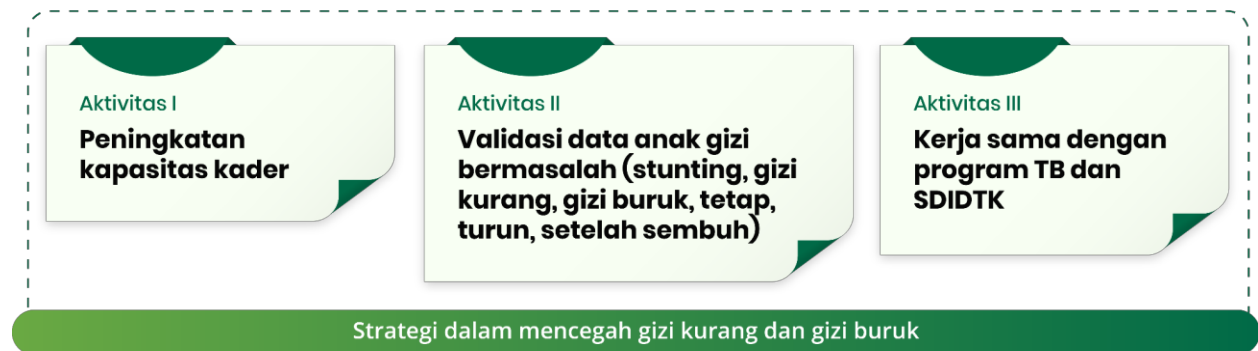 Aktivitas I
Peningkatan
kapasitas kader
Aktivitas II
Validasi data anak gizi
bermasalah (stunting, gizi
kurang, gizi buruk, tetap,
turun, setelah sembuh)
Aktivitas III
Kerja sama dengan
program TB dan
SDIDTK
Strategi dalam mencegah gizi kurang dan gizi buruk